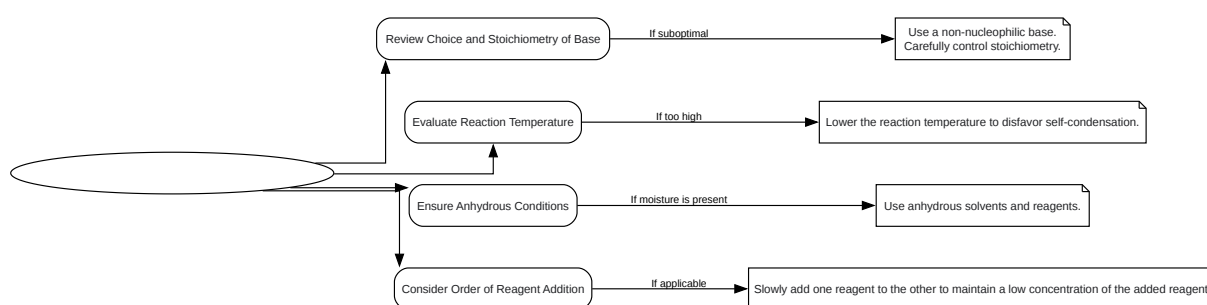 Review Choice and Stoichiometry of Base
If suboptimal
Use a non-nucleophilic base.
Carefully control stoichiometry.
Evaluate Reaction Temperature
If too high
Lower the reaction temperature to disfavor self-condensation.
Ensure Anhydrous Conditions
If moisture is present
Use anhydrous solvents and reagents.
Consider Order of Reagent Addition
If applicable
Slowly add one reagent to the other to maintain a low concentration of the added reagent